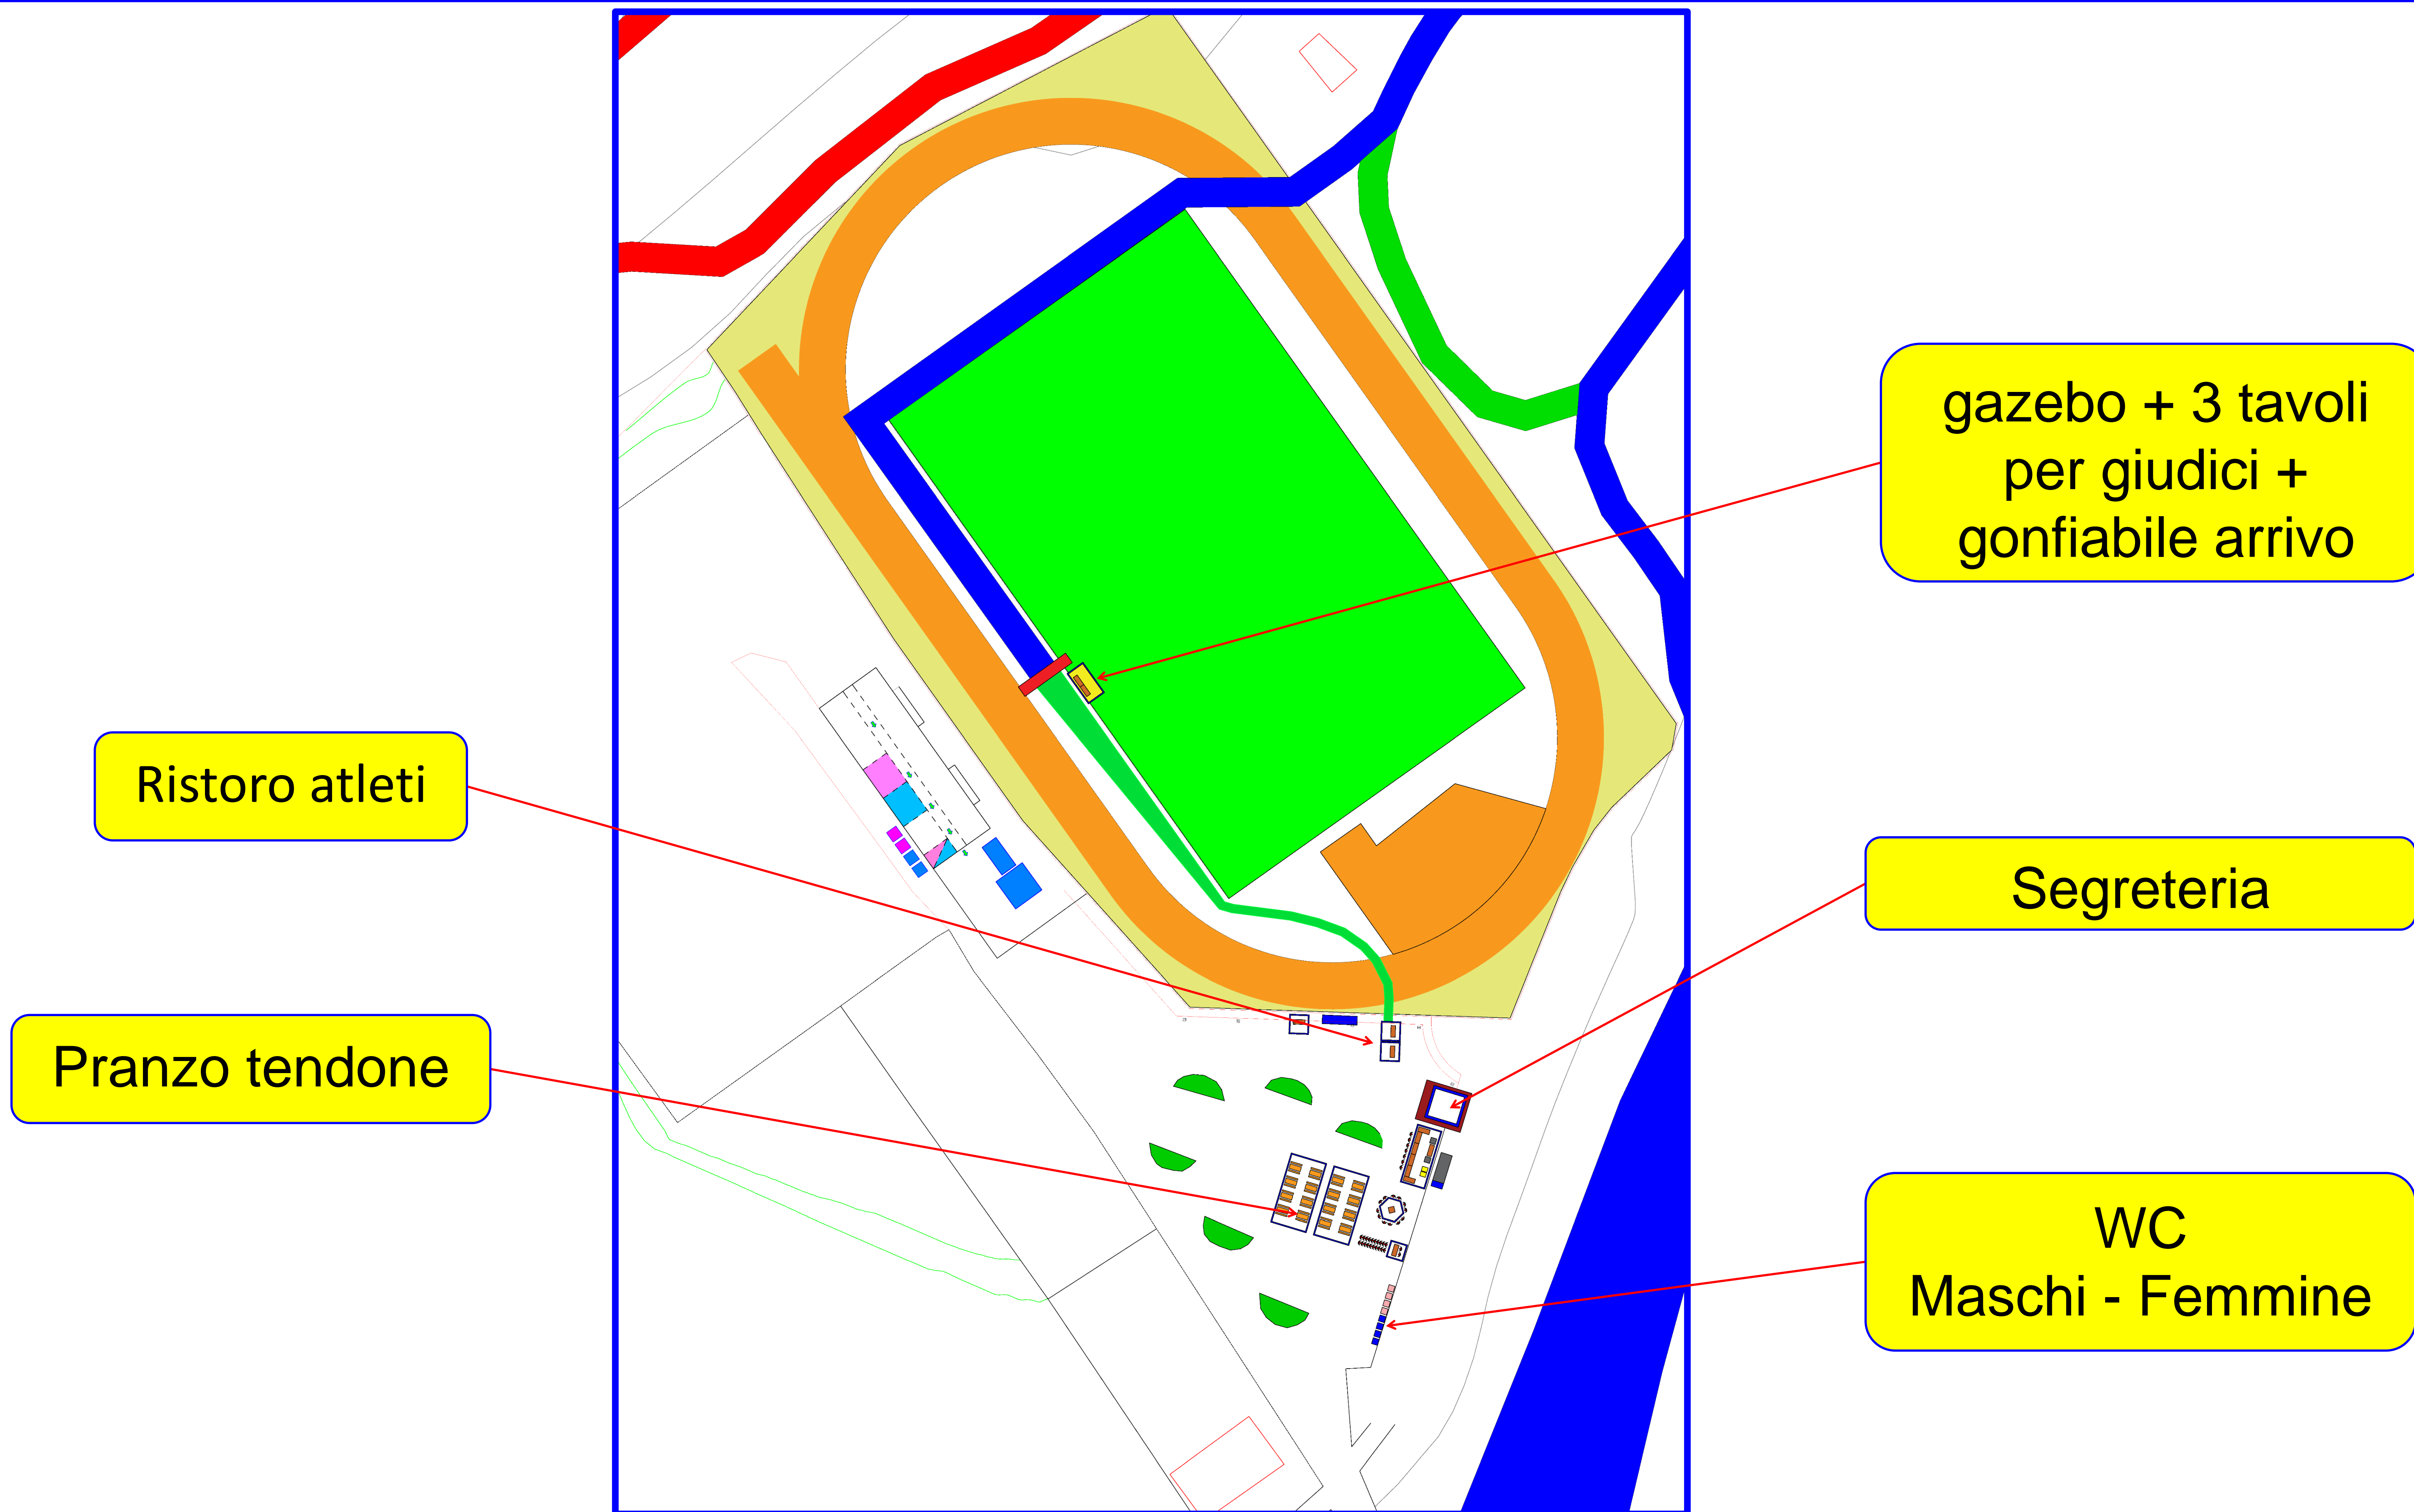 gazebo + 3 tavoli
per giudici +
gonfiabile arrivo
Ristoro atleti
Segreteria
Pranzo tendone
WC
Maschi - Femmine